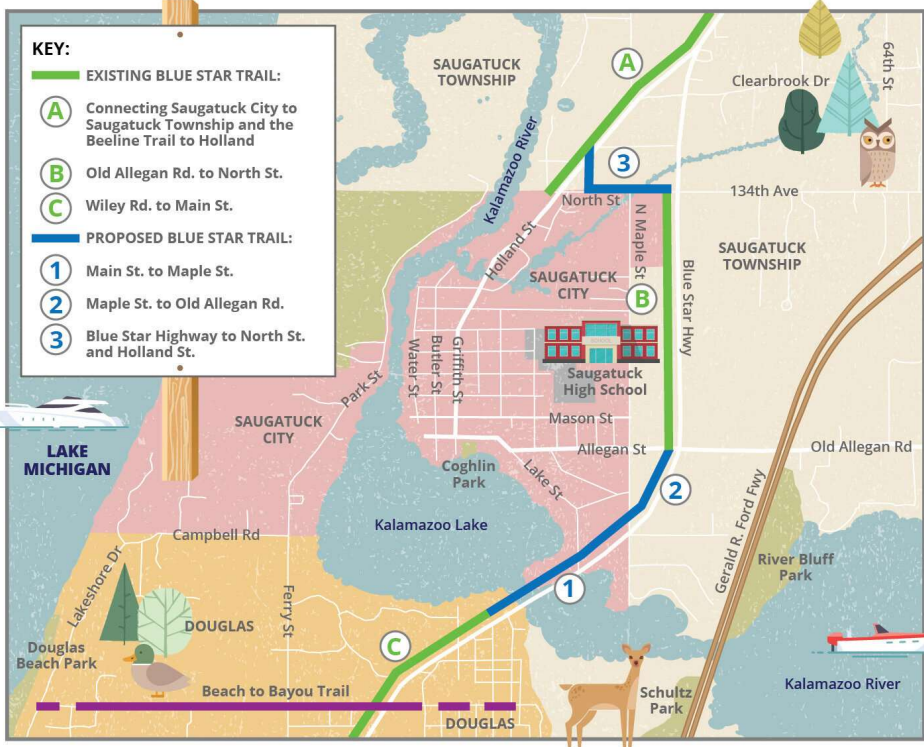 KEY:
EXISTING BLUE STAR TRAIL:
A
Connecting Saugatuck City to
Saugatuck Township and the
Beeline Trail to Holland
B
Old Allegan Rd. to North St.
C
Wiley Rd. to Main St.
PROPOSED BLUE STAR TRAIL:
1
Main St. to Maple St.
2
Maple St. to Old Allegan Rd.
3
Blue Star Highway to North St.
and Holland St.
SAUGATUCK
TOWNSHIP
A
Clearbrook Dr
64th St
Kalamazoo River
3
134th Ave
North St
N Maple St
Holland St
SAUGATUCK
CITY
SAUGATUCK
TOWNSHIP
B
Blue Star Hwy
Water St
Butler St
Griffith St
Saugatuck
High School
Park St
Mason St
SAUGATUCK
CITY
LAKE
MICHIGAN
Allegan St
Old Allegan Rd
Coghlin
Park
Lake St
2
Kalamazoo Lake
Campbell Rd
Gerald R. Ford Fwy
River Bluff
Park
1
Lakeshore Dr
Ferry St
DOUGLAS
C
Douglas
Beach Park
Beach to Bayou Trail
DOUGLAS
Schultz
Park
Kalamazoo River